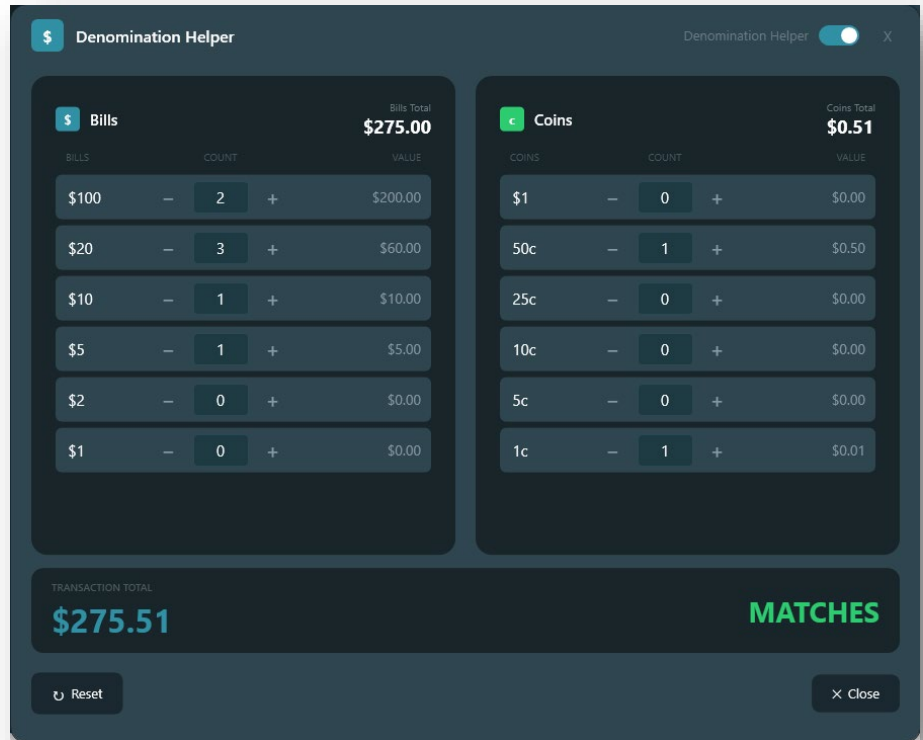 $ Denomination Helper Denomination Helper X
$ Bills Bills Total $275.00
BILLS COUNT VALUE
$100 − 2 + $200.00
$20 − 3 + $60.00
$10 − 1 + $10.00
$5 − 1 + $5.00
$2 − 0 + $0.00
$1 − 0 + $0.00
c Coins Coins Total $0.51
COINS COUNT VALUE
$1 − 0 + $0.00
50c − 1 + $0.50
25c − 0 + $0.00
10c − 0 + $0.00
5c − 0 + $0.00
1c − 1 + $0.01
TRANSACTION TOTAL
$275.51 MATCHES
↻ Reset × Close